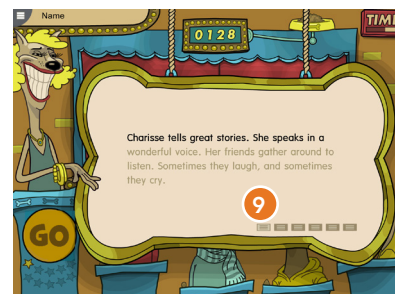 Name
0128
TIM
Charisse tells great stories. She speaks in a
wonderful voice. Her friends gather around to
listen. Sometimes they laugh, and sometimes
they cry.
9
GO